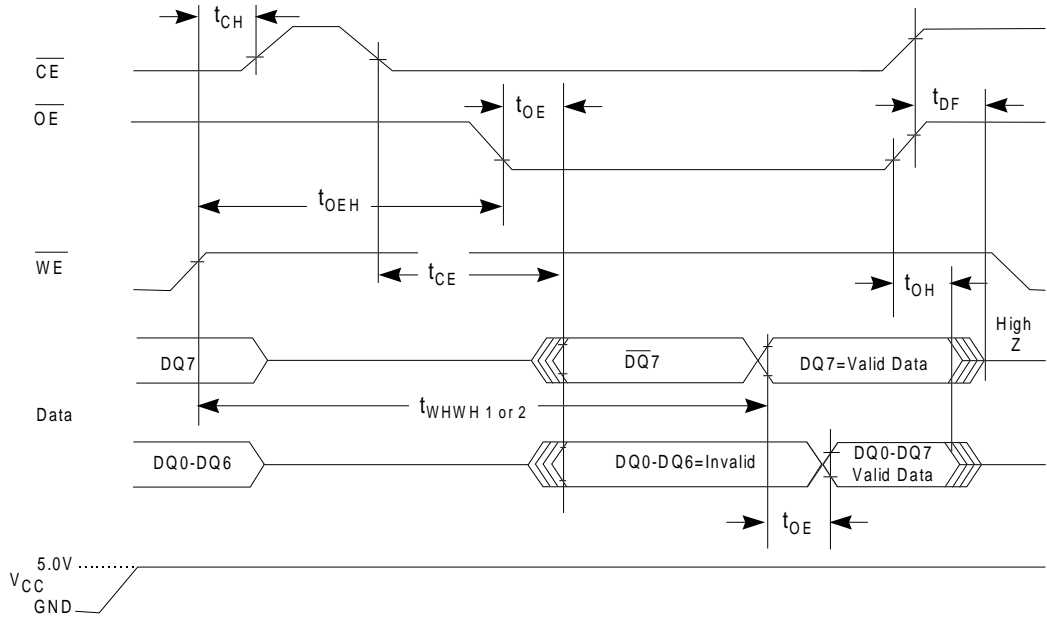 tCH
CE
OE
tOE
tDF
tOEH
WE
tCE
tOH
High
Z
DQ7
DQ7
DQ7=Valid Data
Data
tWHWH 1 or 2
DQ0-DQ6
DQ0-DQ6=Invalid
DQ0-DQ7
Valid Data
tOE
5.0V
VCC
GND